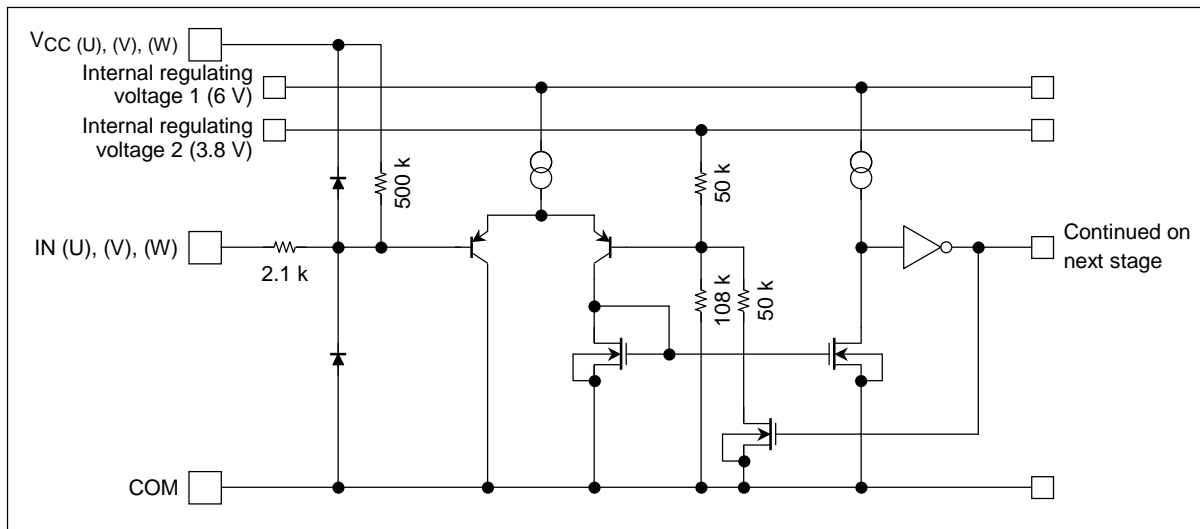 VCC (U), (V), (W)
Internal regulating
voltage 1 (6 V)
Internal regulating
voltage 2 (3.8 V)
500 k
50 k
IN (U), (V), (W)
2.1 k
108 k
50 k
Continued on
next stage
COM